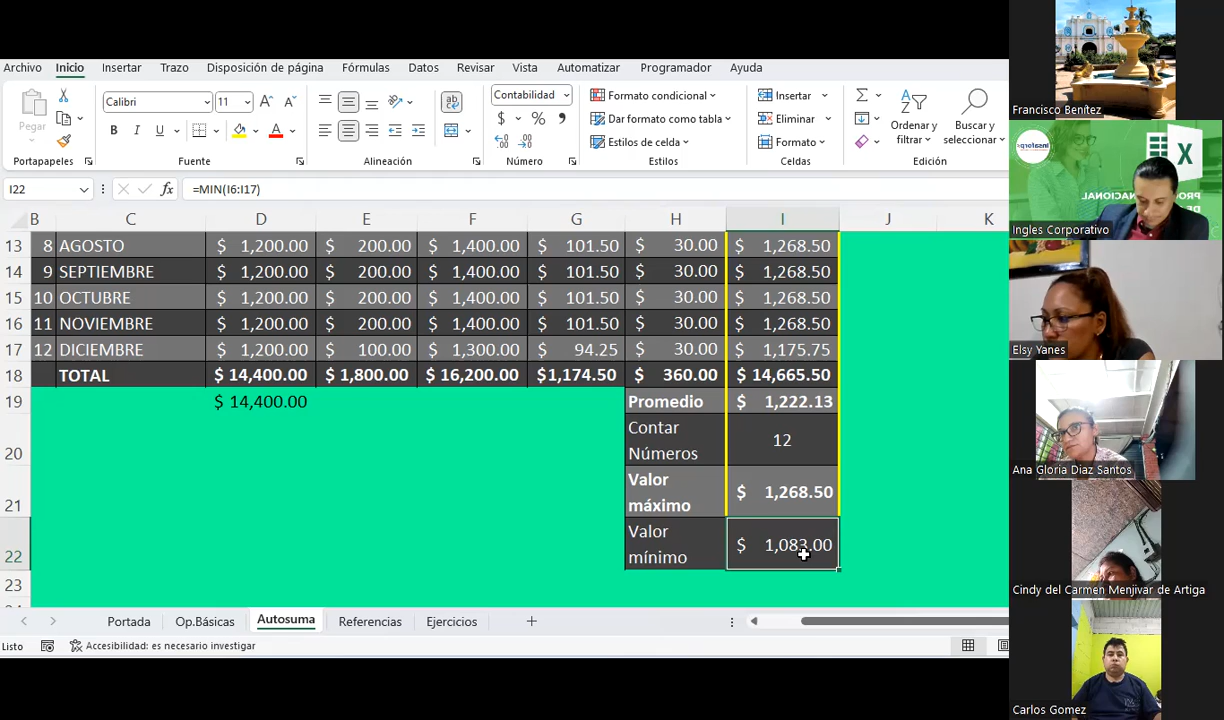 Archivo Inicio Insertar Trazo Disposición de página Fórmulas Datos Revisar Vista Automatizar Programador Ayuda
Pegar
Calibri 11
Contabilidad
Formato condicional
Dar formato como tabla
Estilos de celda
Insertar
Eliminar
Formato
Ordenar y filtrar
Buscar y seleccionar
Portapapeles Fuente Alineación Número Estilos Celdas Edición
I22 fx =MIN(I6:I17)
B C D E F G H I J K
13 8 AGOSTO $ 1,200.00 $ 200.00 $ 1,400.00 $ 101.50 $ 30.00 $ 1,268.50
14 9 SEPTIEMBRE $ 1,200.00 $ 200.00 $ 1,400.00 $ 101.50 $ 30.00 $ 1,268.50
15 10 OCTUBRE $ 1,200.00 $ 200.00 $ 1,400.00 $ 101.50 $ 30.00 $ 1,268.50
16 11 NOVIEMBRE $ 1,200.00 $ 200.00 $ 1,400.00 $ 101.50 $ 30.00 $ 1,268.50
17 12 DICIEMBRE $ 1,200.00 $ 100.00 $ 1,300.00 $ 94.25 $ 30.00 $ 1,175.75
18 TOTAL $ 14,400.00 $ 1,800.00 $ 16,200.00 $1,174.50 $ 360.00 $ 14,665.50
19 $ 14,400.00 Promedio $ 1,222.13
20 Contar Números 12
21 Valor máximo $ 1,268.50
22 Valor mínimo $ 1,083.00
23
Portada Op.Básicas Autosuma Referencias Ejercicios
Listo Accesibilidad: es necesario investigar
Francisco Benítez
Ingles Corporativo
Elsy Yanes
Ana Gloria Diaz Santos
Cindy del Carmen Menjivar de Artiga
Carlos Gomez